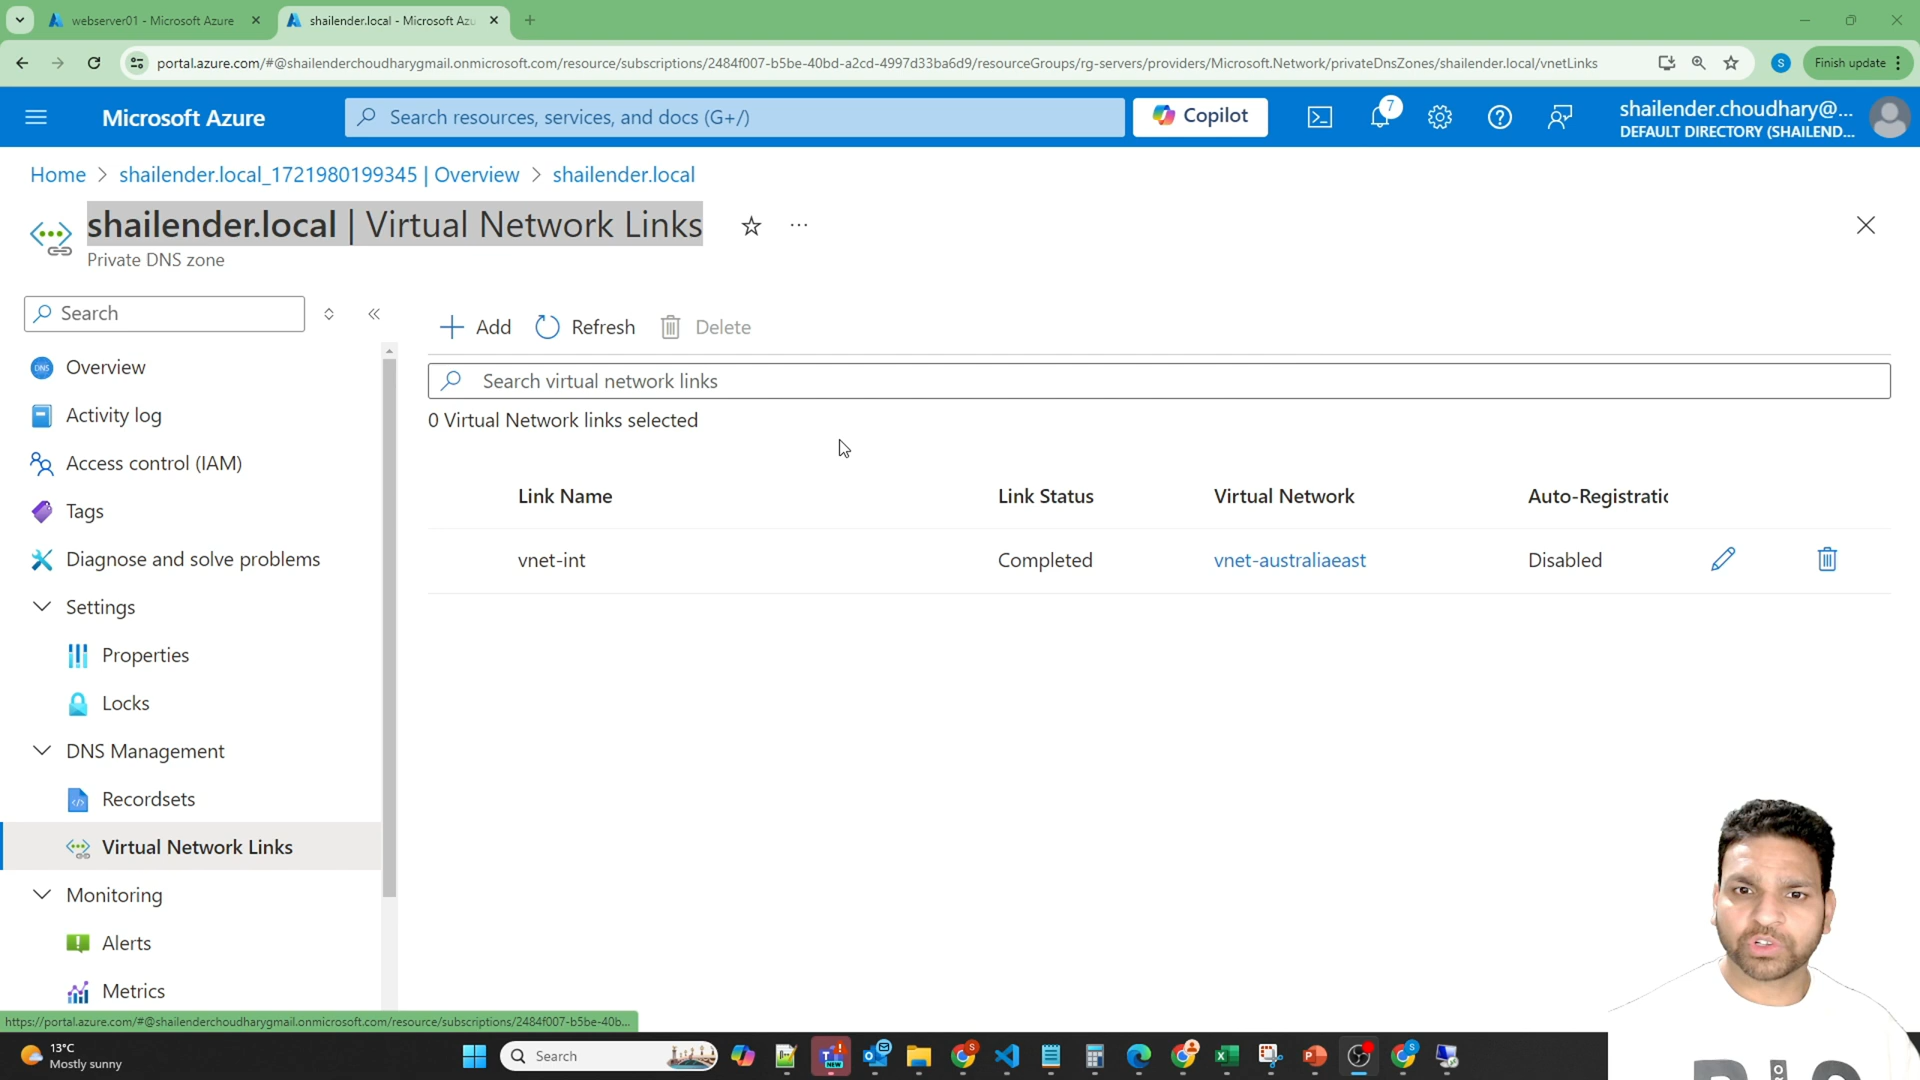 webserver01 - Microsoft Azure
shailender.local - Microsoft Azu
portal.azure.com/#@shailenderchoudharygmail.onmicrosoft.com/resource/subscriptions/2484f007-b5be-40bd-a2cd-4997d33ba6d9/resourceGroups/rg-servers/providers/Microsoft.Network/privateDnsZones/shailender.local/vnetLinks
S
Finish update
Microsoft Azure
Search resources, services, and docs (G+/)
Copilot
7
shailender.choudhary@...
DEFAULT DIRECTORY (SHAILEND...
Home > shailender.local_1721980199345 | Overview > shailender.local
shailender.local | Virtual Network Links
Private DNS zone
Search
Add
Refresh
Delete
Search virtual network links
0 Virtual Network links selected
Link Name
Link Status
Virtual Network
Auto-Registratic
vnet-int
Completed
vnet-australiaeast
Disabled
DNS
Overview
Activity log
Access control (IAM)
Tags
Diagnose and solve problems
Settings
Properties
Locks
DNS Management
Recordsets
Virtual Network Links
Monitoring
Alerts
Metrics
https://portal.azure.com/#@shailenderchoudharygmail.onmicrosoft.com/resource/subscriptions/2484f007-b5be-40b...
13°C
Mostly sunny
Search
NEW